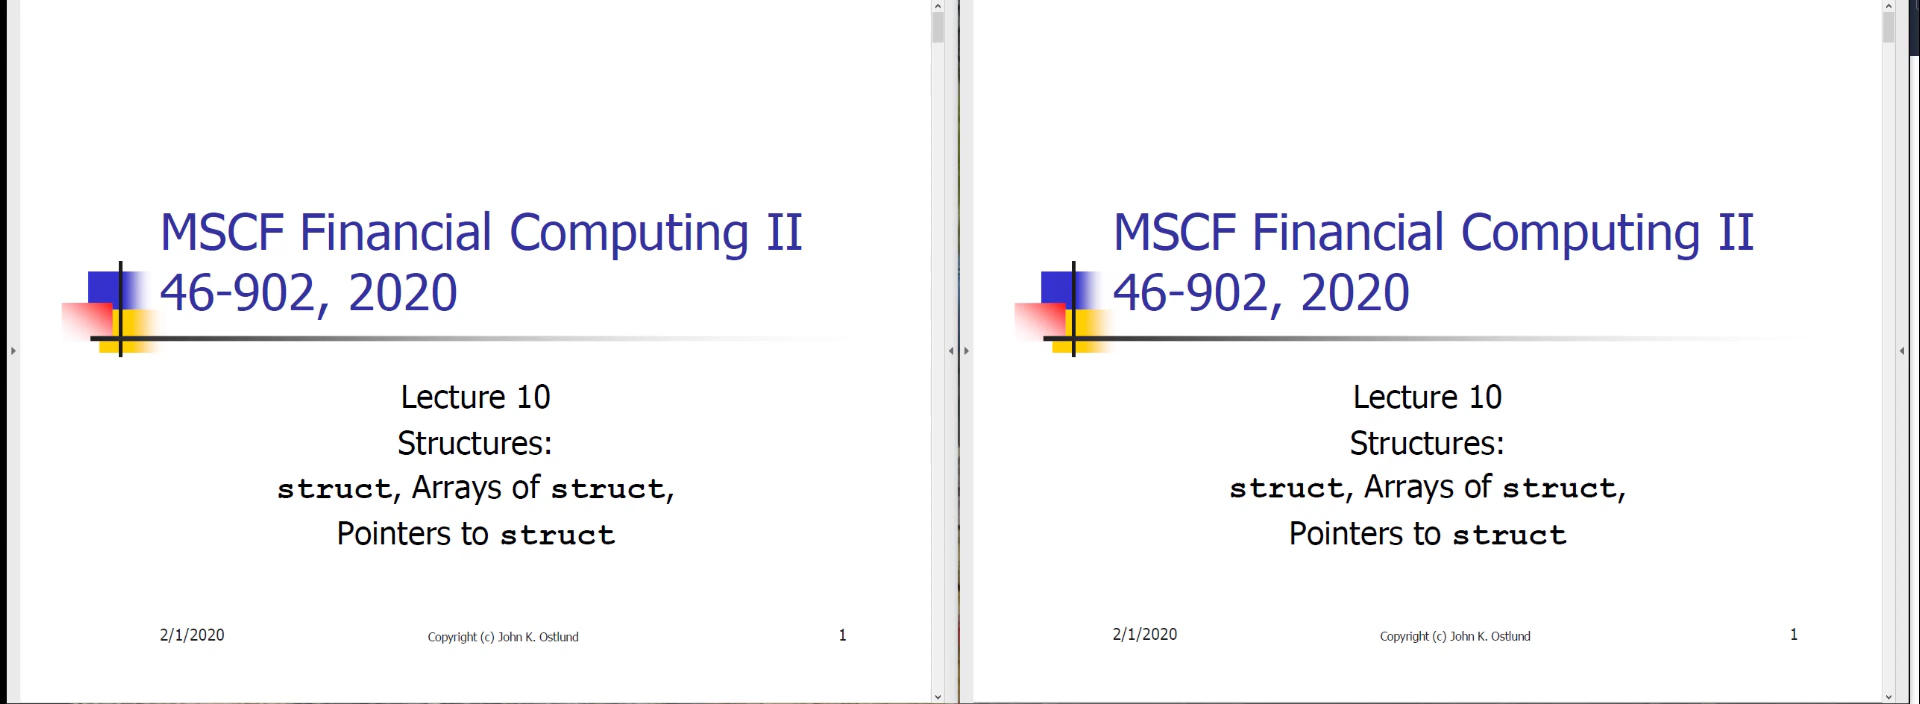 MSCF Financial Computing II
46-902, 2020
Lecture 10
Structures:
struct, Arrays of struct,
Pointers to struct
2/1/2020 Copyright (c) John K. Ostlund 1
MSCF Financial Computing II
46-902, 2020
Lecture 10
Structures:
struct, Arrays of struct,
Pointers to struct
2/1/2020 Copyright (c) John K. Ostlund 1